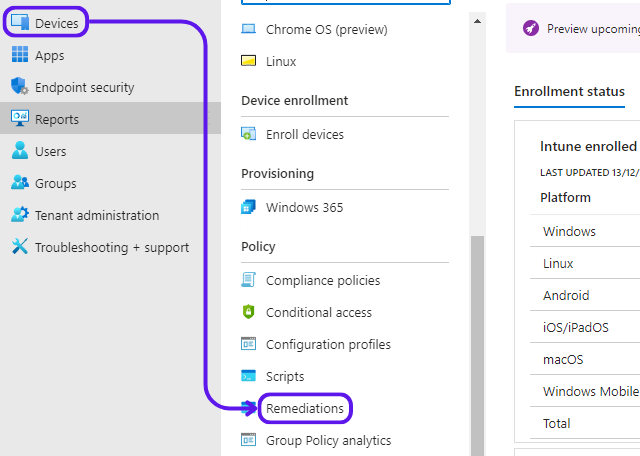 Devices
Apps
Endpoint security
Reports
Users
Groups
Tenant administration
Troubleshooting + support
Chrome OS (preview)
Linux
Device enrollment
Enroll devices
Provisioning
Windows 365
Policy
Compliance policies
Conditional access
Configuration profiles
Scripts
Remediations
Group Policy analytics
Preview upcoming
Enrollment status
Intune enrolled
LAST UPDATED 13/12/
Platform
Windows
Linux
Android
iOS/iPadOS
macOS
Windows Mobile
Total